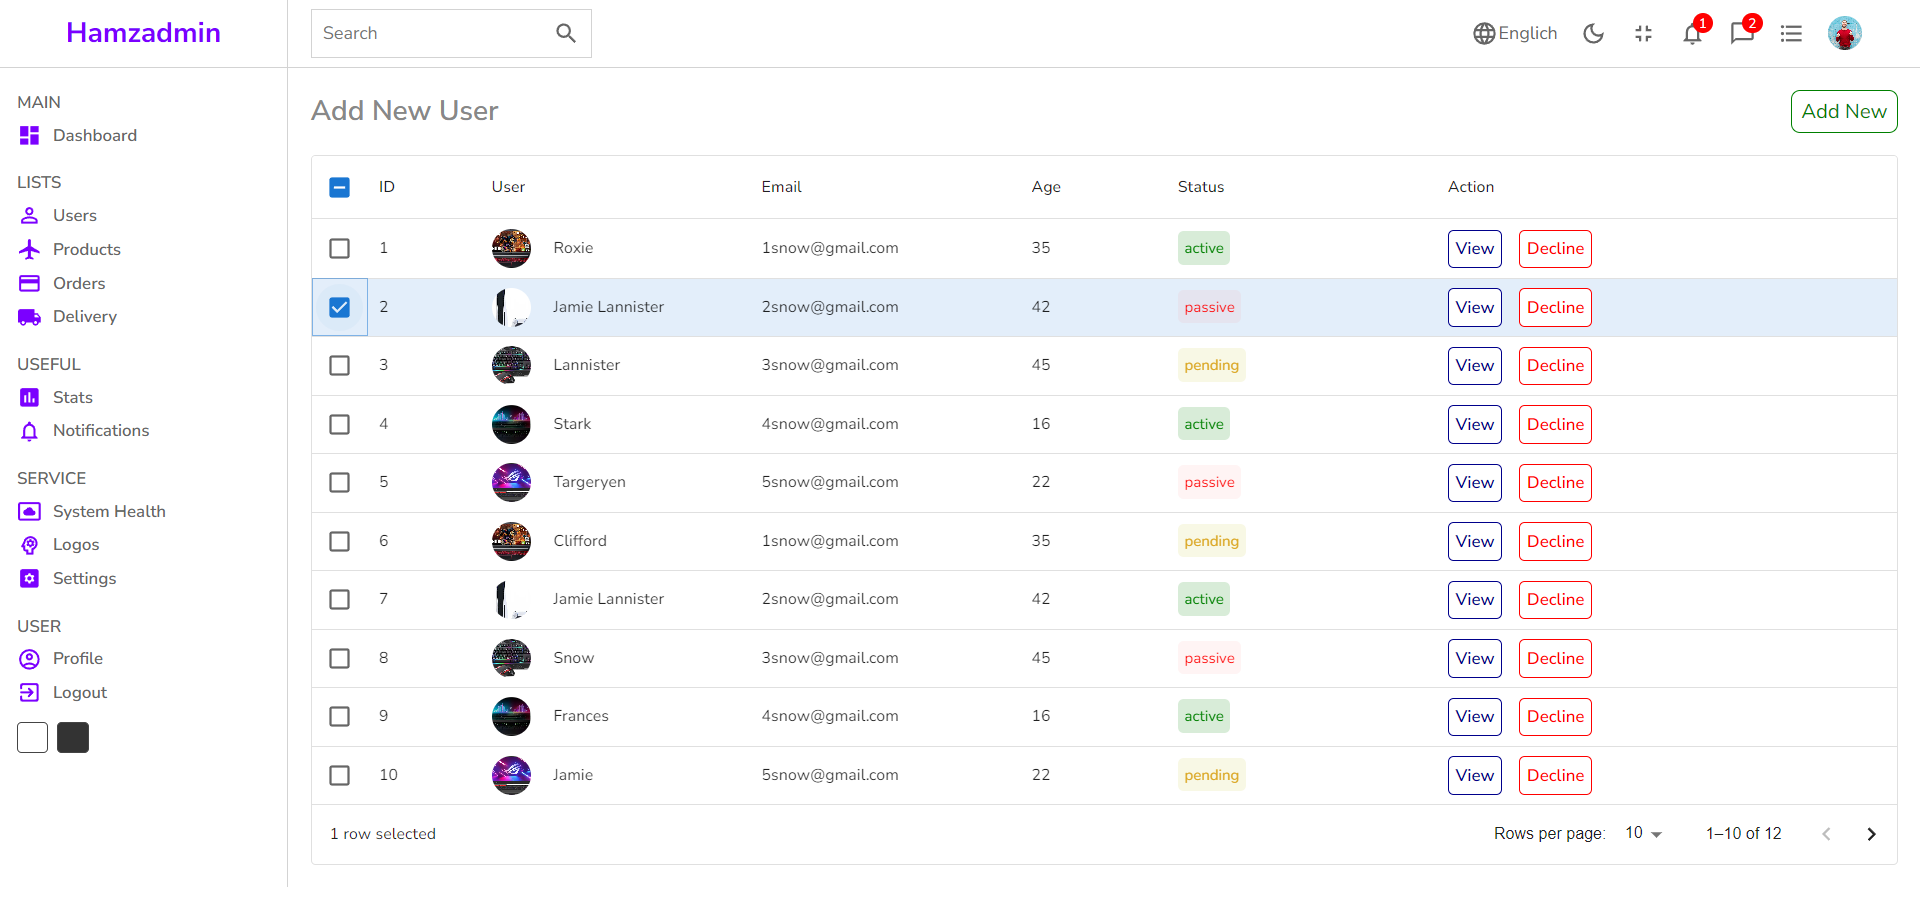 Hamzadmin
Search
English
1
2
MAIN
Dashboard
LISTS
Users
Products
Orders
Delivery
USEFUL
Stats
Notifications
SERVICE
System Health
Logos
Settings
USER
Profile
Logout
Add New User
Add New
ID User Email Age Status Action
1 Roxie 1snow@gmail.com 35 active View Decline
2 Jamie Lannister 2snow@gmail.com 42 passive View Decline
3 Lannister 3snow@gmail.com 45 pending View Decline
4 Stark 4snow@gmail.com 16 active View Decline
5 Targeryen 5snow@gmail.com 22 passive View Decline
6 Clifford 1snow@gmail.com 35 pending View Decline
7 Jamie Lannister 2snow@gmail.com 42 active View Decline
8 Snow 3snow@gmail.com 45 passive View Decline
9 Frances 4snow@gmail.com 16 active View Decline
10 Jamie 5snow@gmail.com 22 pending View Decline
1 row selected
Rows per page: 10 1–10 of 12